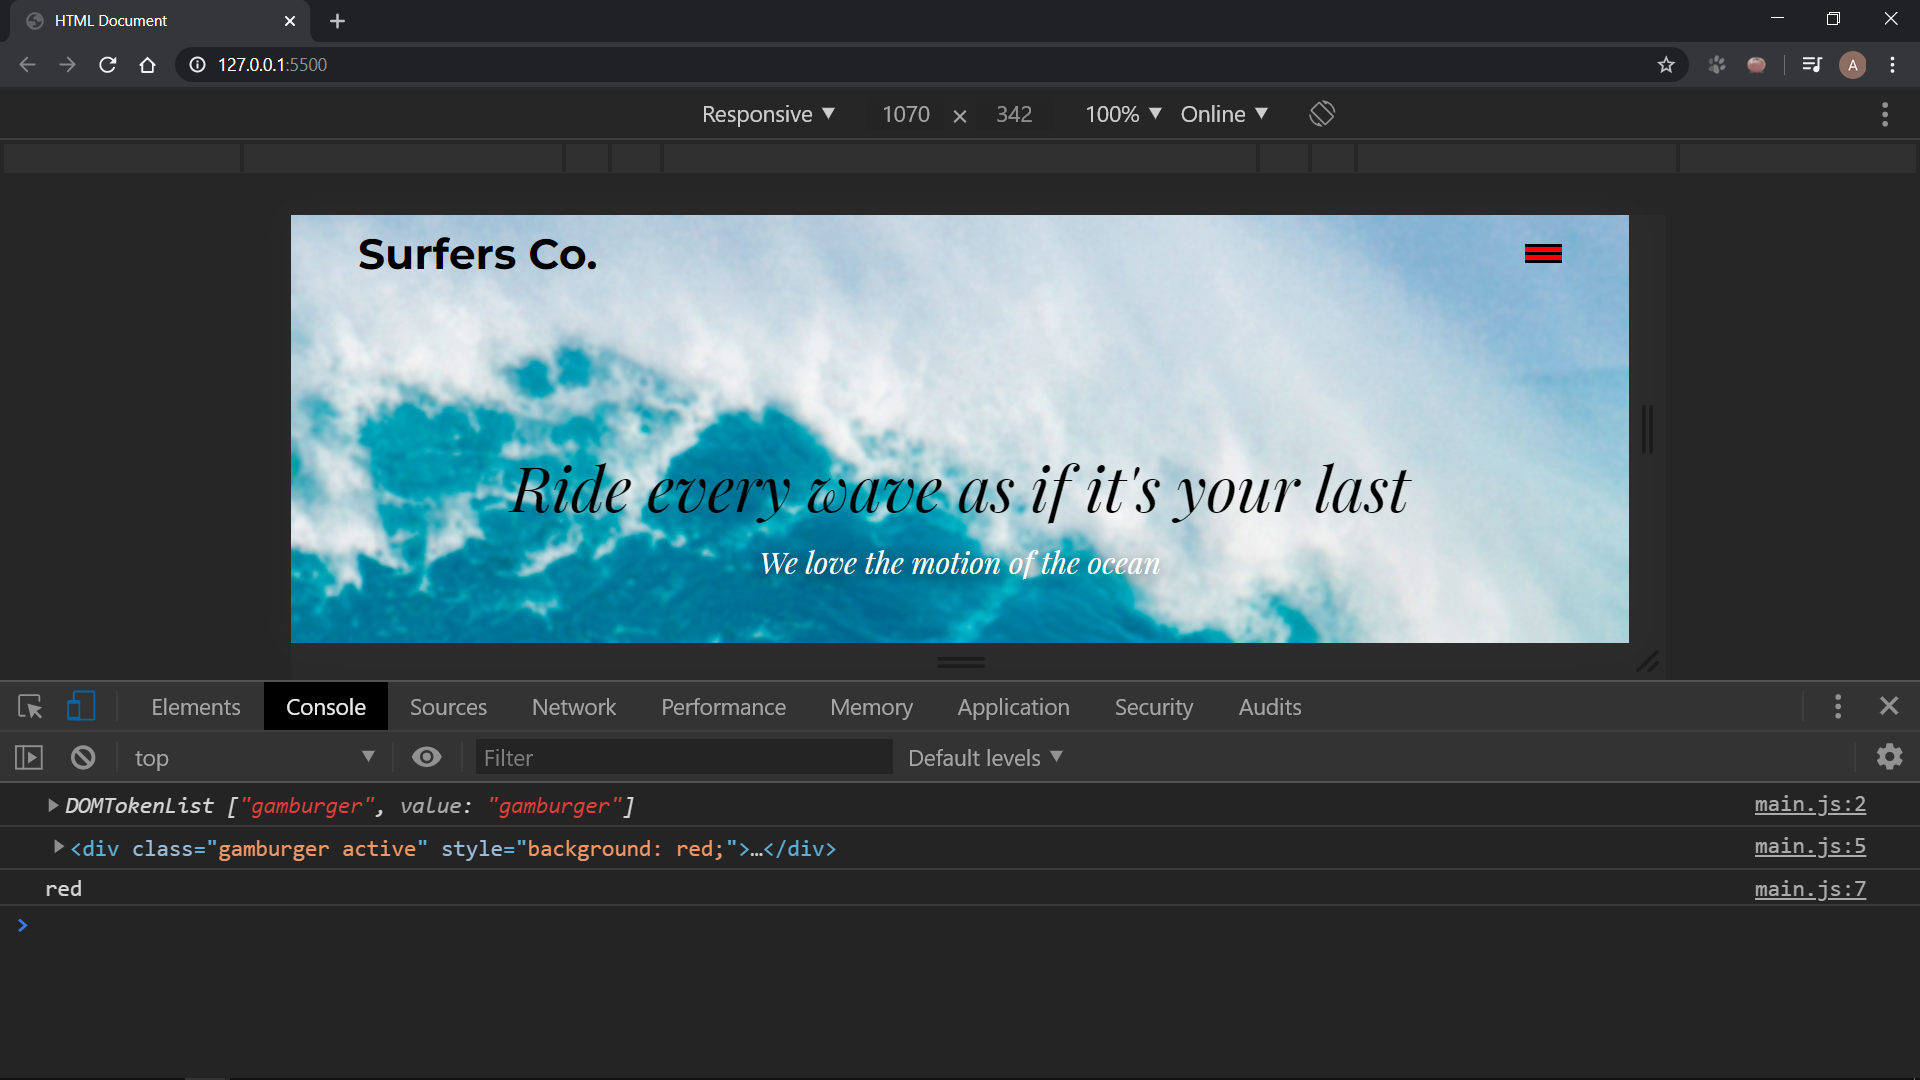 HTML Document
127.0.0.1:5500
A
Responsive ▼ 1070 × 342 100% ▼ Online ▼
Surfers Co.
Ride every wave as if it's your last
We love the motion of the ocean
Elements Console Sources Network Performance Memory Application Security Audits
top ▼ Filter Default levels ▼
DOMTokenList ["gamburger", value: "gamburger"] main.js:2
<div class="gamburger active" style="background: red;">…</div> main.js:5
red main.js:7
>